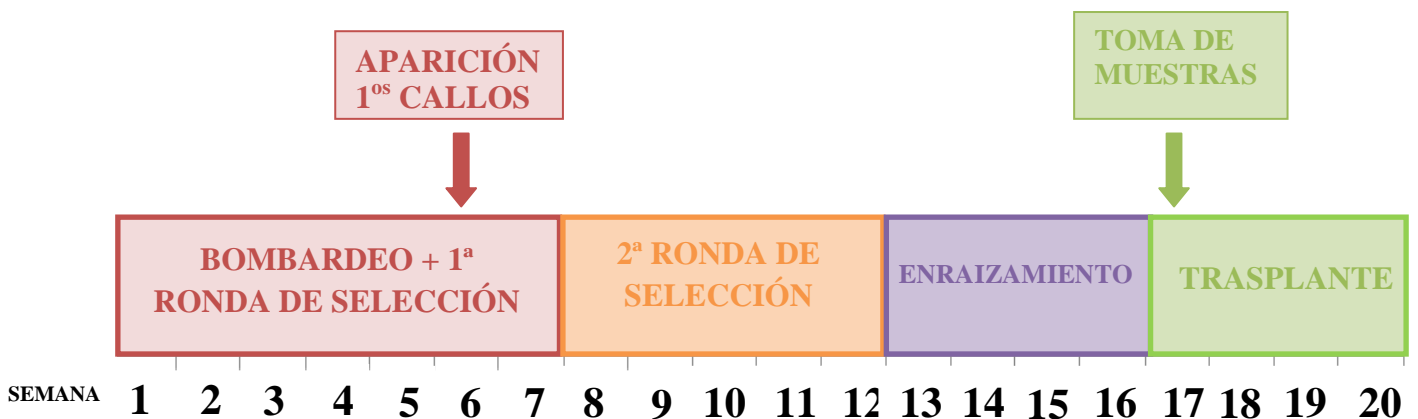 APARICIÓN
1ºˢ CALLOS
TOMA DE
MUESTRAS
BOMBARDEO + 1ª
RONDA DE SELECCIÓN
2ª RONDA DE
SELECCIÓN
ENRAIZAMIENTO
TRASPLANTE
SEMANA 1 2 3 4 5 6 7 8 9 10 11 12 13 14 15 16 17 18 19 20